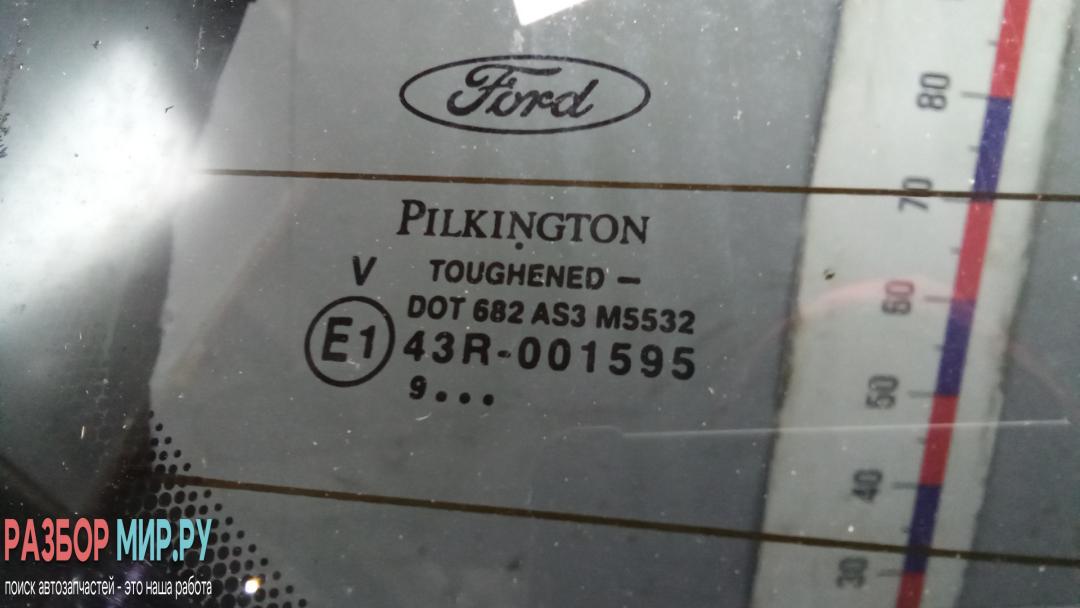 Ford
80
PILKINGTON
70
V TOUGHENED –
DOT 682 AS3 M5532
60
E1 43R-001595
9...
50
40
30
РАЗБОР МИР.РУ
поиск автозапчастей - это наша работа